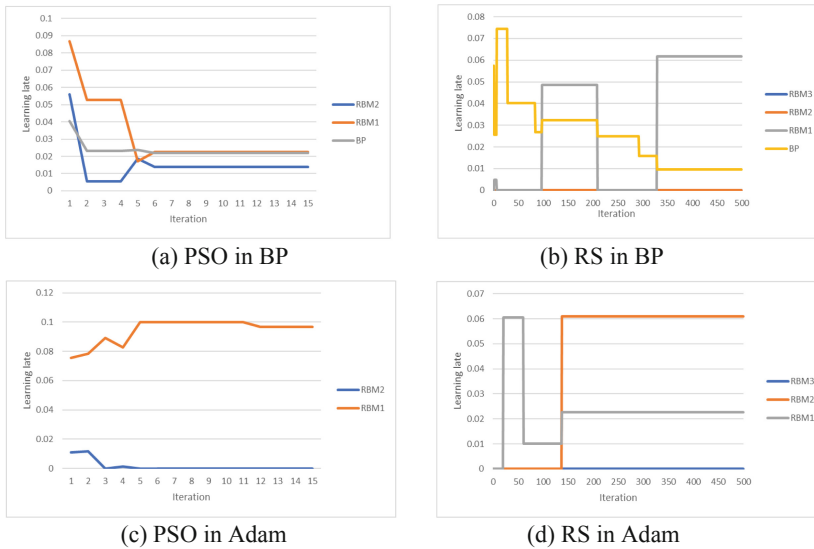 0.1
0.09
0.08
0.07
0.06
0.05
0.04
0.03
0.02
0.01
0
Learning late
1 2 3 4 5 6 7 8 9 10 11 12 13 14 15
Iteration
RBM2
RBM1
BP
(a) PSO in BP
0.08
0.07
0.06
0.05
0.04
0.03
0.02
0.01
0
Learning late
0 50 100 150 200 250 300 350 400 450 500
Iteration
RBM3
RBM2
RBM1
BP
(b) RS in BP
0.12
0.1
0.08
0.06
0.04
0.02
0
Learning late
1 2 3 4 5 6 7 8 9 10 11 12 13 14 15
Iteration
RBM2
RBM1
(c) PSO in Adam
0.07
0.06
0.05
0.04
0.03
0.02
0.01
0
Learning late
0 50 100 150 200 250 300 350 400 450 500
Iteration
RBM3
RBM2
RBM1
(d) RS in Adam